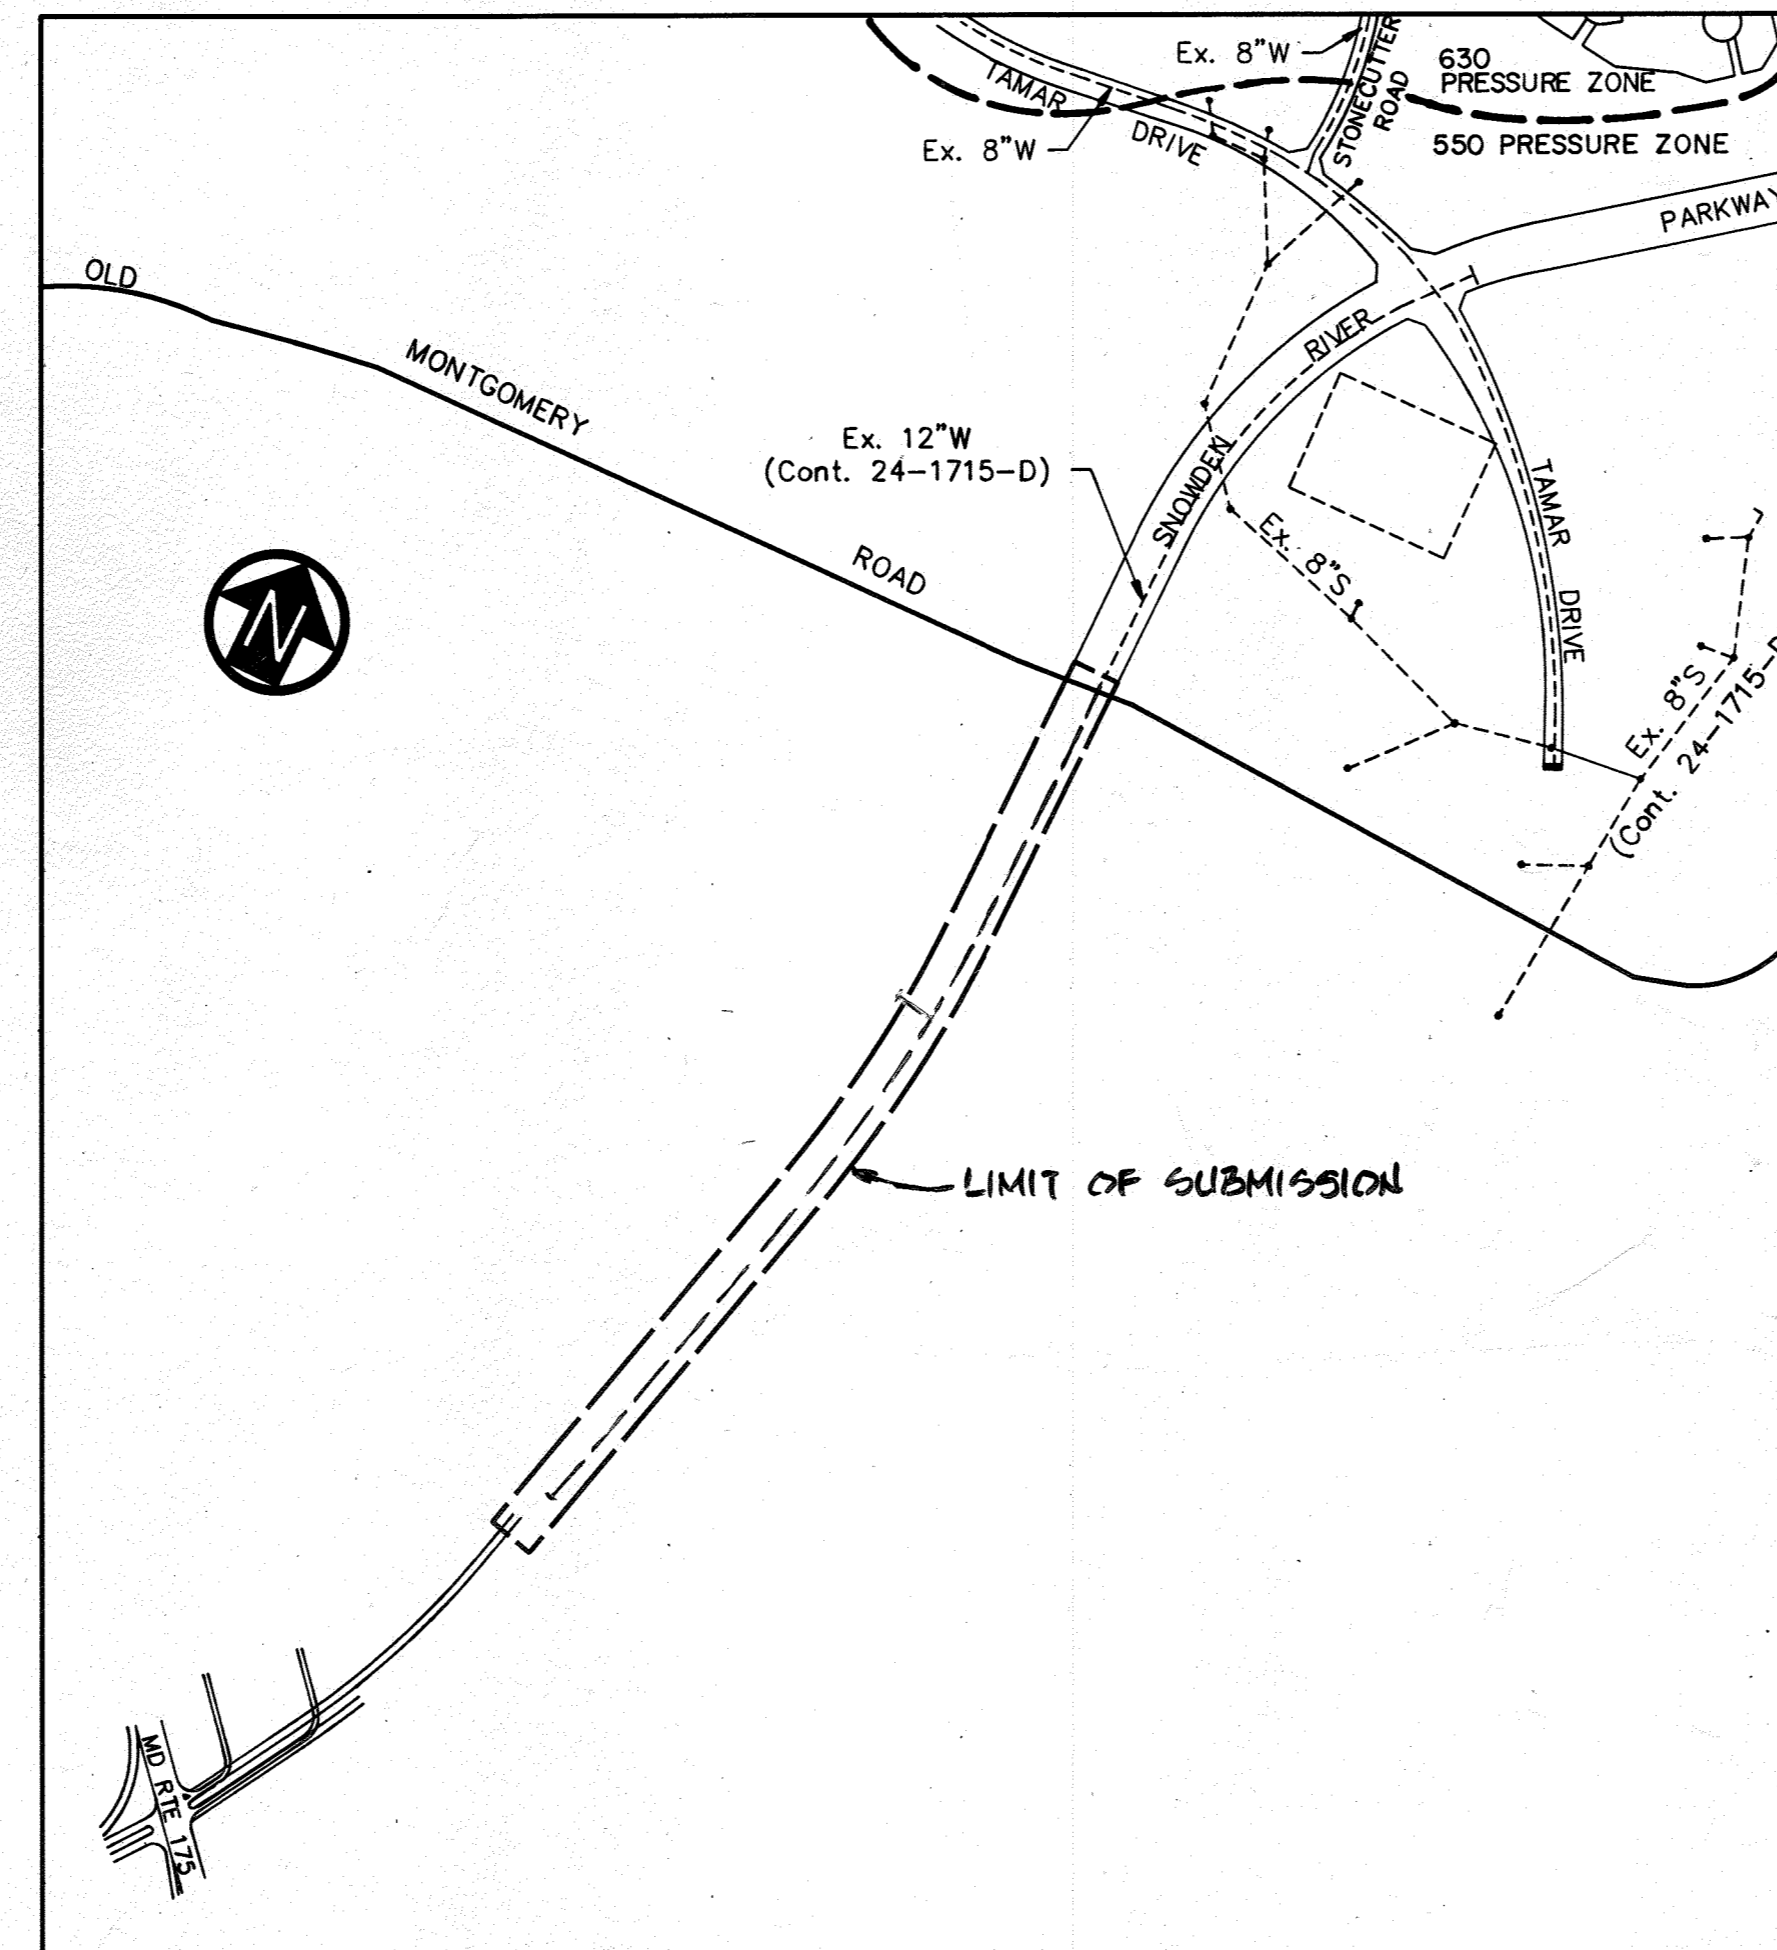 Ex. 8"W
STONECUTTER
ROAD
630
PRESSURE ZONE
550 PRESSURE ZONE
TAMAR
DRIVE
Ex. 8"W
PARKWAY
OLD
MONTGOMERY
ROAD
RIVER
SNOWDEN
Ex. 12"W
(Cont. 24-1715-D)
TAMAR
DRIVE
Ex. 8"S
N
Ex. 8"S
(Cont. 24-1715-D
LIMIT OF SUBMISSION
MD RTE 175